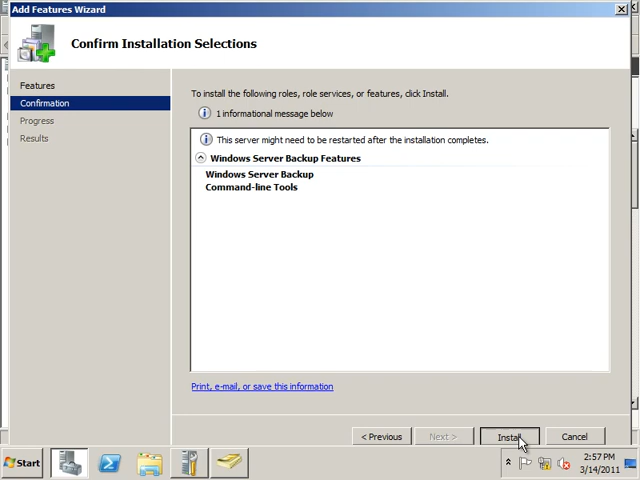 Add Features Wizard
Confirm Installation Selections
Features
Confirmation
Progress
Results
To install the following roles, role services, or features, click Install.
1 informational message below
This server might need to be restarted after the installation completes.
Windows Server Backup Features
Windows Server Backup
Command-line Tools
Print, e-mail, or save this information
< Previous
Next >
Install
Cancel
Start
2:57 PM
3/14/2011